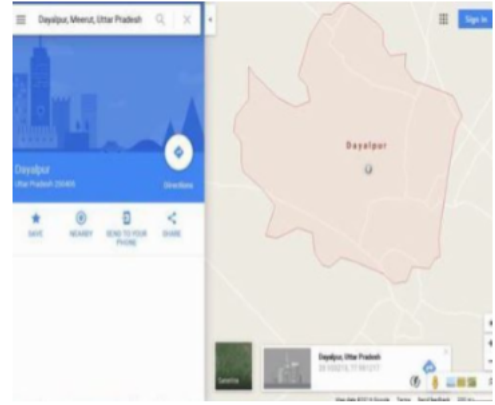 Dayalpur, Meerut, Uttar Pradesh
Sign in
Dayalpur
Dayalpur
Uttar Pradesh
Directions
SAVE
NEARBY
SEND TO YOUR
PHONE
SHARE
Dayalpur, Uttar Pradesh
Terms